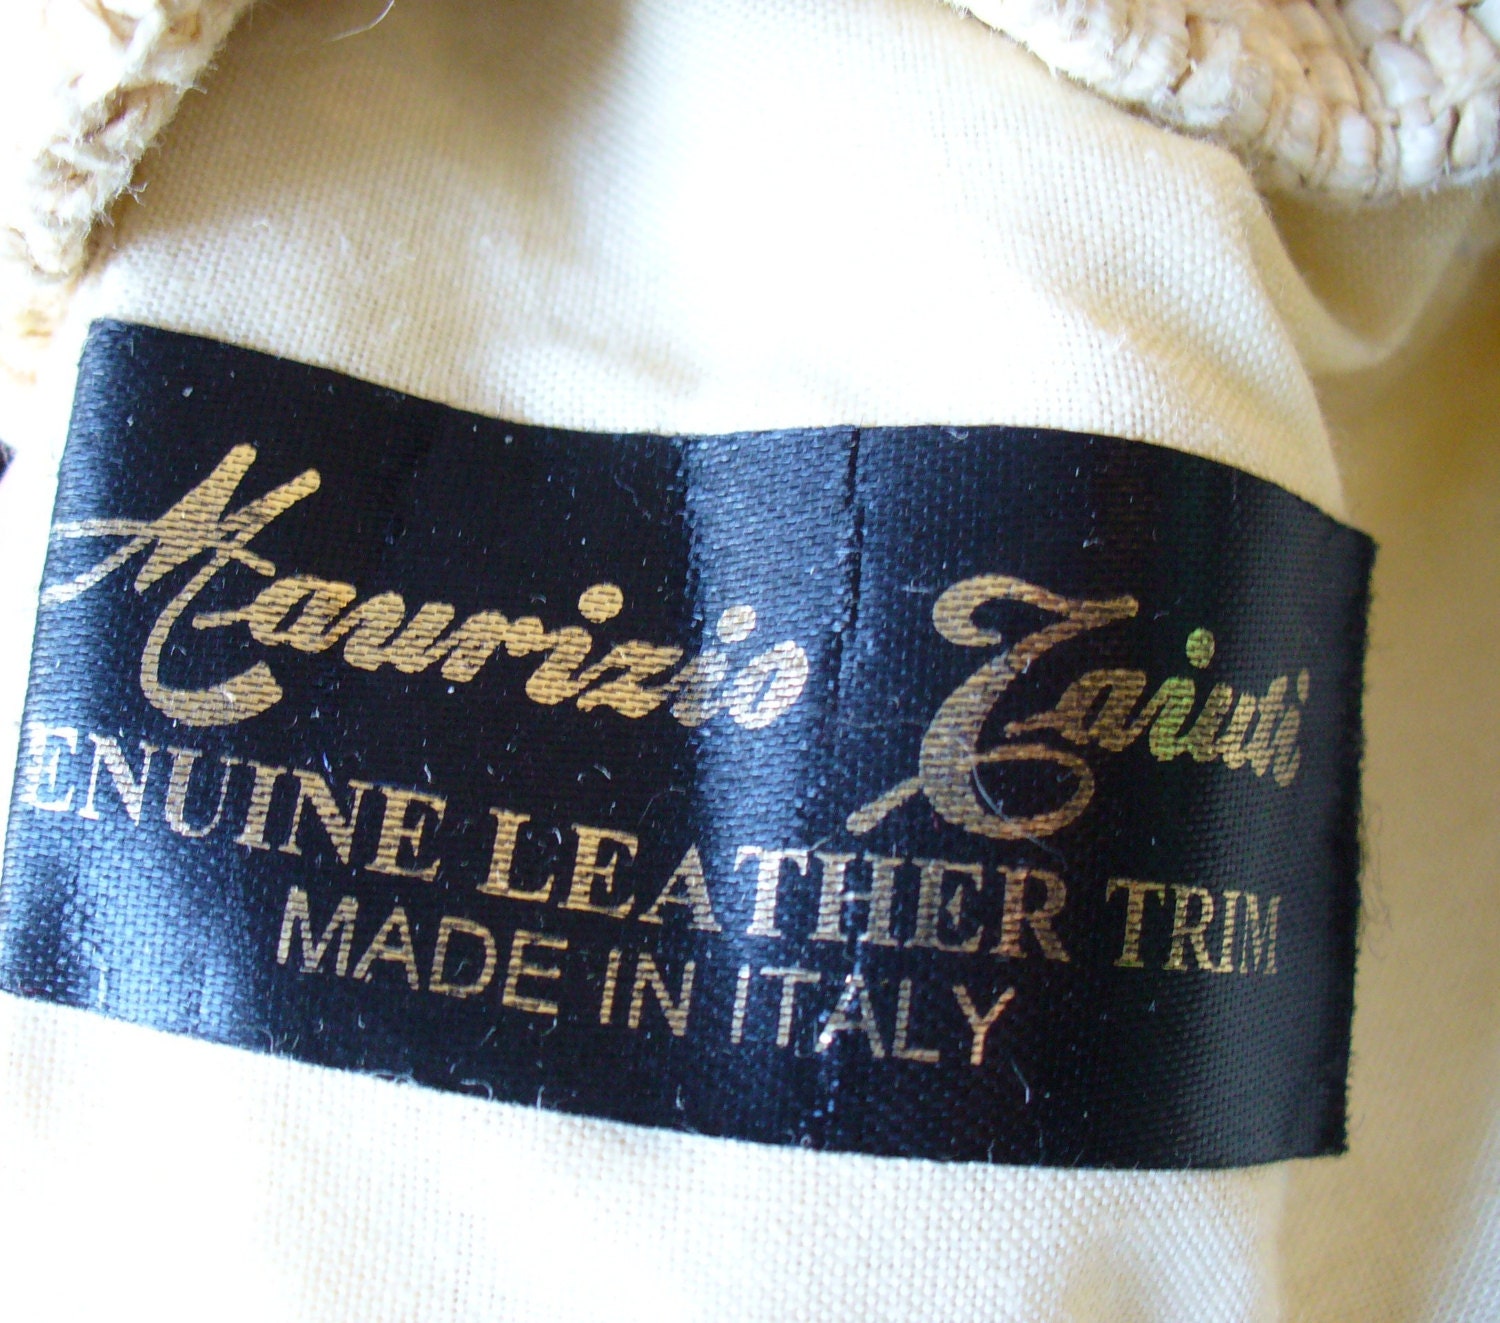 Maurizio Taiuti
ENUINE LEATHER TRIM
MADE IN ITALY